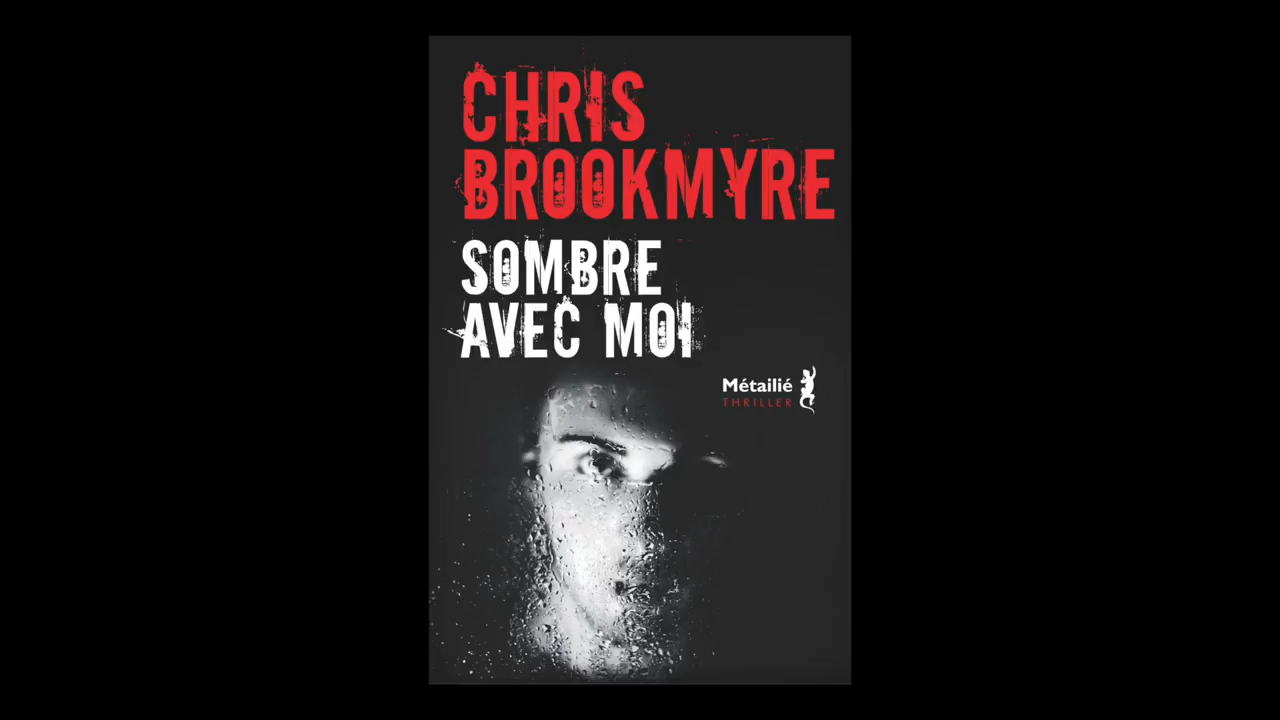 CHRIS
BROOKMYRE
SOMBRE
AVEC MOI
Métailié
THRILLER